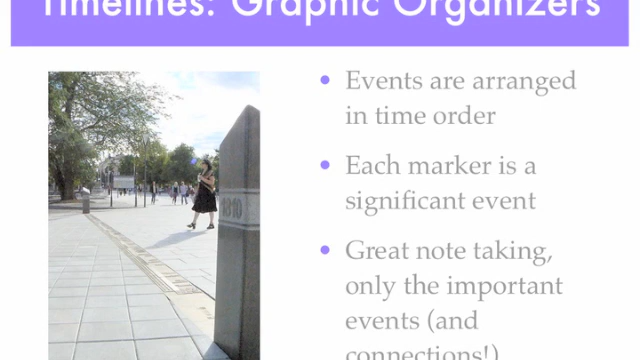 Timelines: Graphic Organizers
• Events are arranged
in time order
• Each marker is a
significant event
• Great note taking,
only the important
events (and
connections!)